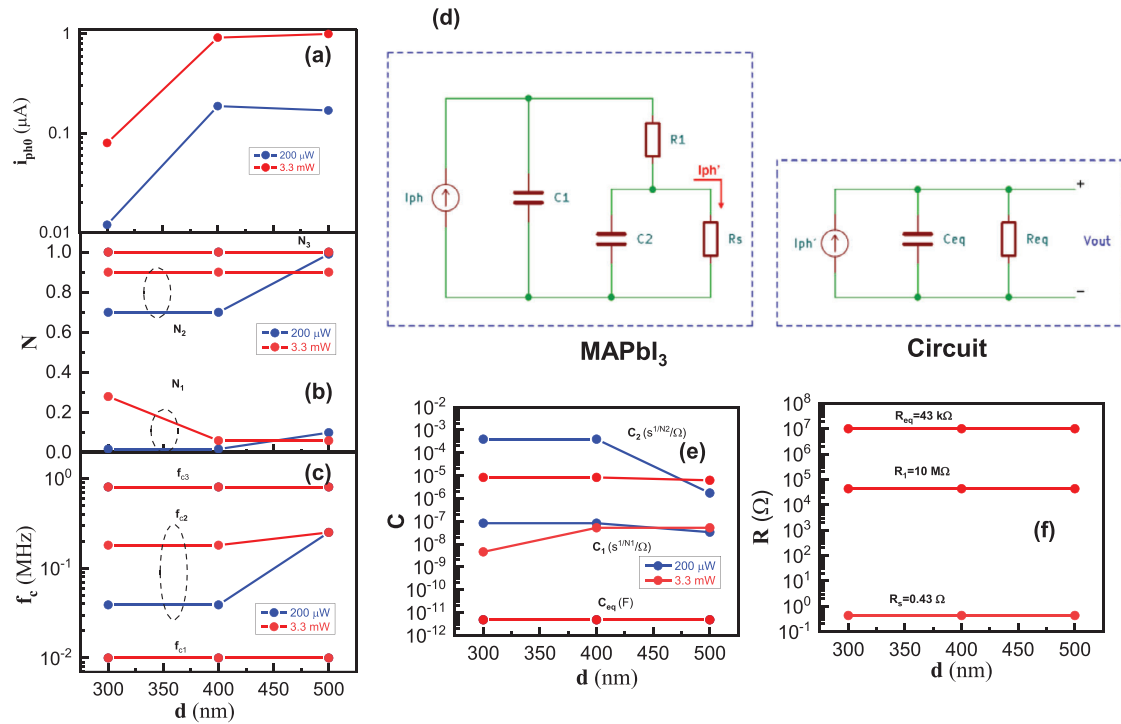 (a)
1
0.1
0.01
i_ph0 (μA)
200 μW
3.3 mW
(b)
1.0
0.8
0.6
0.4
0.2
0.0
N
N_3
N_2
N_1
200 μW
3.3 mW
(c)
10^0
10^-1
10^-2
f_c (MHz)
f_c3
f_c2
f_c1
200 μW
3.3 mW
300 350 400 450 500
d (nm)
(d)
Iph
C1
R1
Iph'
C2
Rs
MAPbI_3
Iph'
Ceq
Req
+
Vout
−
Circuit
(e)
10^-2
10^-3
10^-4
10^-5
10^-6
10^-7
10^-8
10^-9
10^-10
10^-11
10^-12
C
C_2 (s^1/N2/Ω)
C_1 (s^1/N1/Ω)
200 μW
3.3 mW
C_eq (F)
300 350 400 450 500
d (nm)
(f)
10^8
10^7
10^6
10^5
10^4
10^3
10^2
10^1
10^0
10^-1
R (Ω)
R_eq=43 kΩ
R_1=10 MΩ
R_s=0.43 Ω
300 350 400 450 500
d (nm)